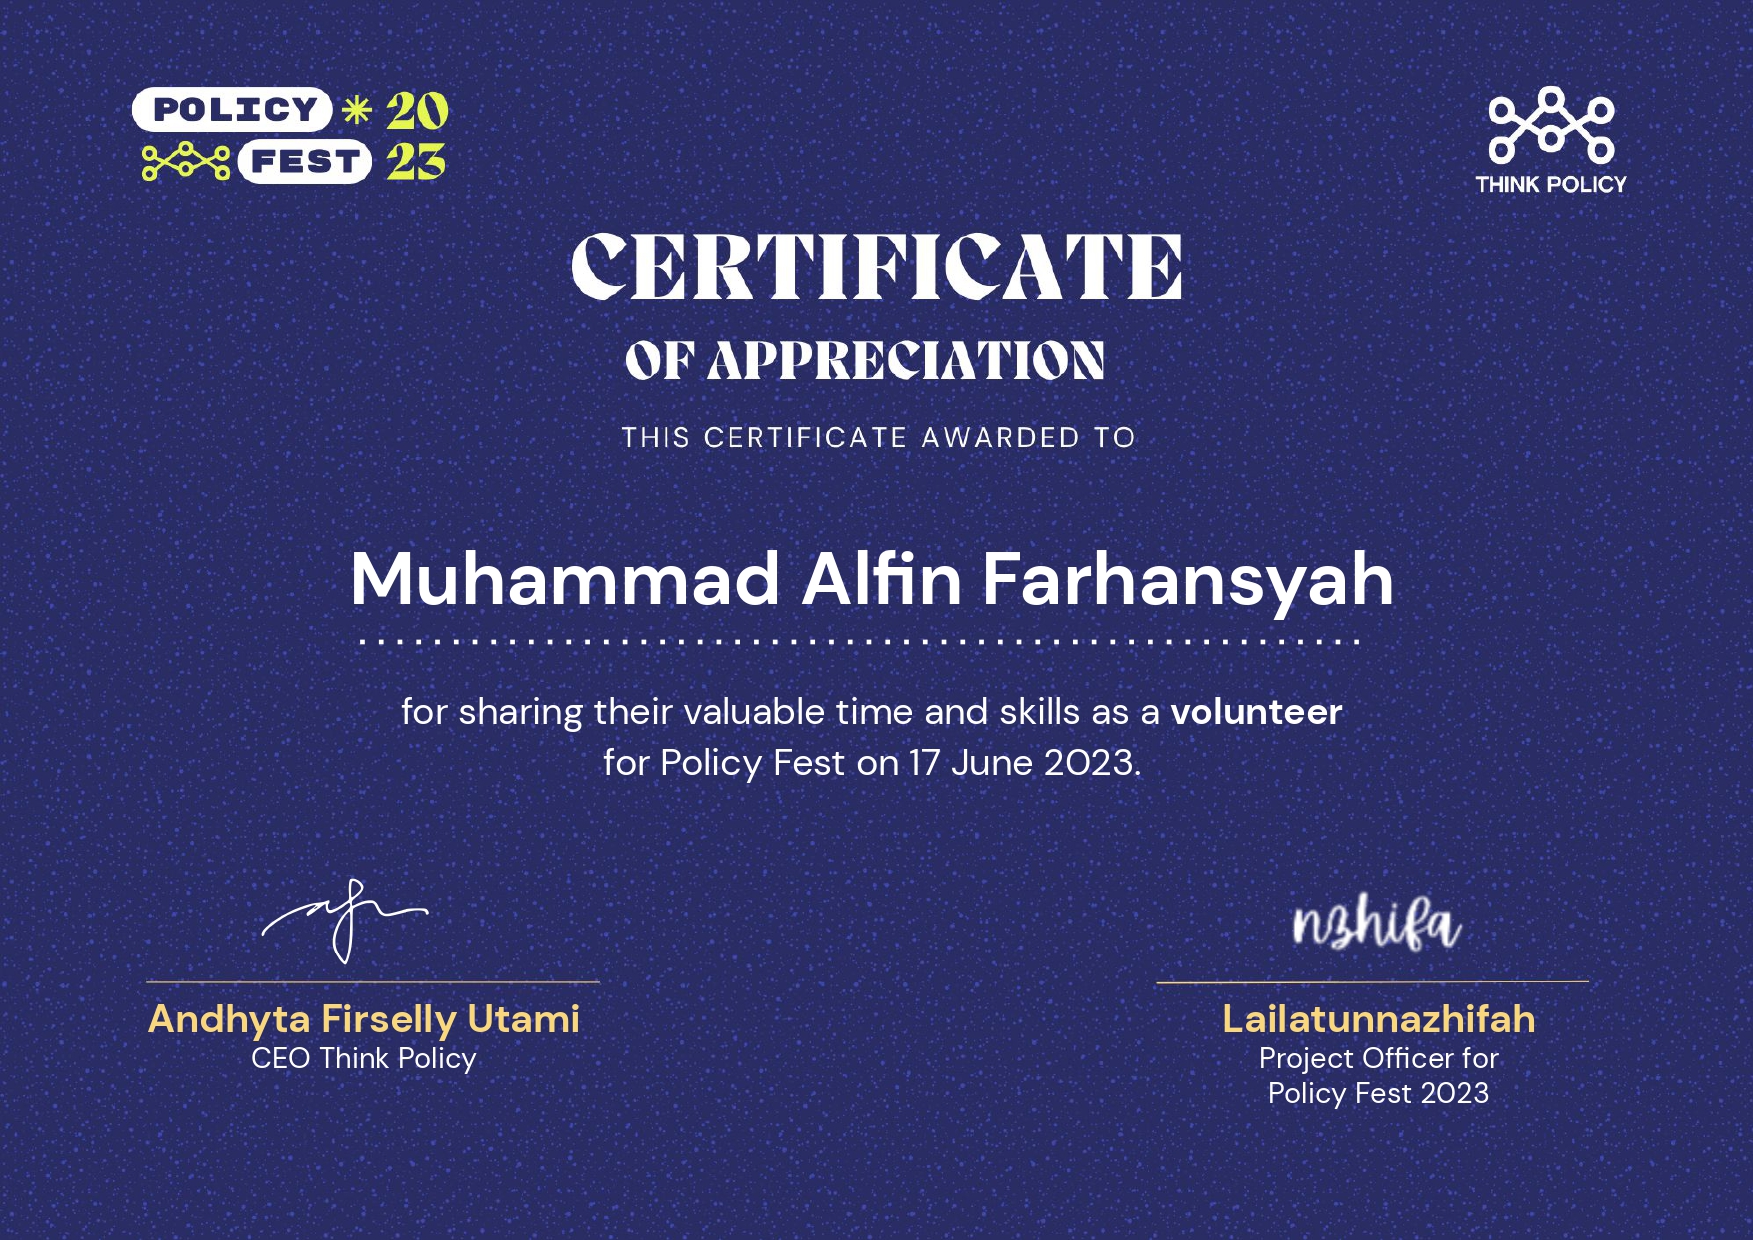 POLICY 20
FEST 23
THINK POLICY
CERTIFICATE
OF APPRECIATION
THIS CERTIFICATE AWARDED TO
Muhammad Alfin Farhansyah
for sharing their valuable time and skills as a volunteer
for Policy Fest on 17 June 2023.
nzhifa
Andhyta Firselly Utami
CEO Think Policy
Lailatunnazhifah
Project Officer for
Policy Fest 2023